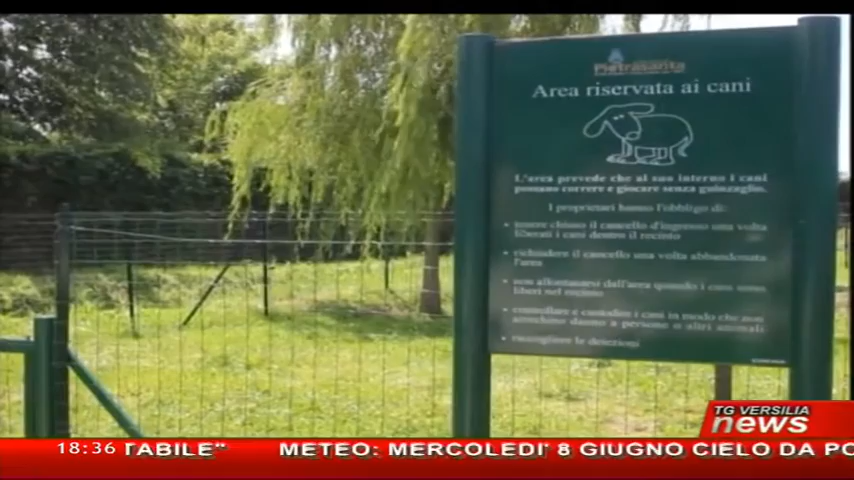 Pietrasanta
Area riservata ai cani
L'area prevede che al suo interno i cani
possano correre e giocare senza guinzaglio.
I proprietari hanno l'obbligo di:
• tenere chiuso il cancello d'ingresso una volta
liberati i cani dentro il recinto
• richiudere il cancello una volta abbandonata
l'area
• non allontanarsi dall'area quando i cani sono
liberi nel recinto
• controllare e custodire i cani in modo che non
arrechino danno a persone o altri animali
• raccogliere le deiezioni
TG VERSILIA
news
18:36 TABILE" METEO: MERCOLEDI' 8 GIUGNO CIELO DA PO